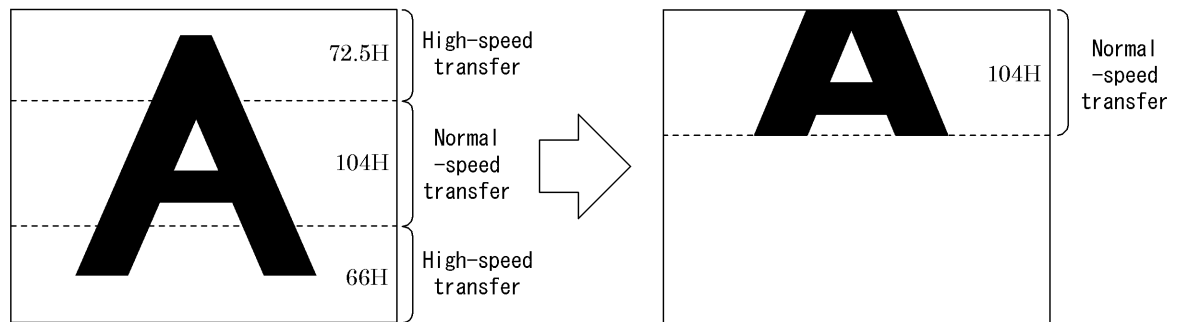 72.5H
High-speed
transfer
A
104H
Normal
-speed
transfer
66H
High-speed
transfer
A
104H
Normal
-speed
transfer